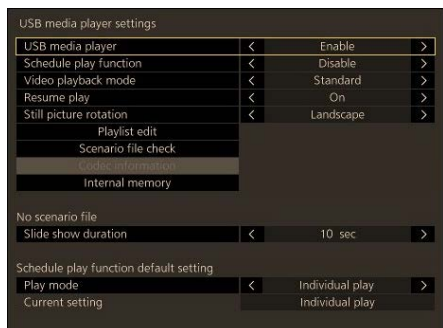 USB media player settings
USB media player < Enable >
Schedule play function < Disable >
Video playback mode < Standard >
Resume play < On >
Still picture rotation < Landscape >
Playlist edit
Scenario file check
Codec information
Internal memory
No scenario file
Slide show duration < 10 sec >
Schedule play function default setting
Play mode < Individual play >
Current setting Individual play